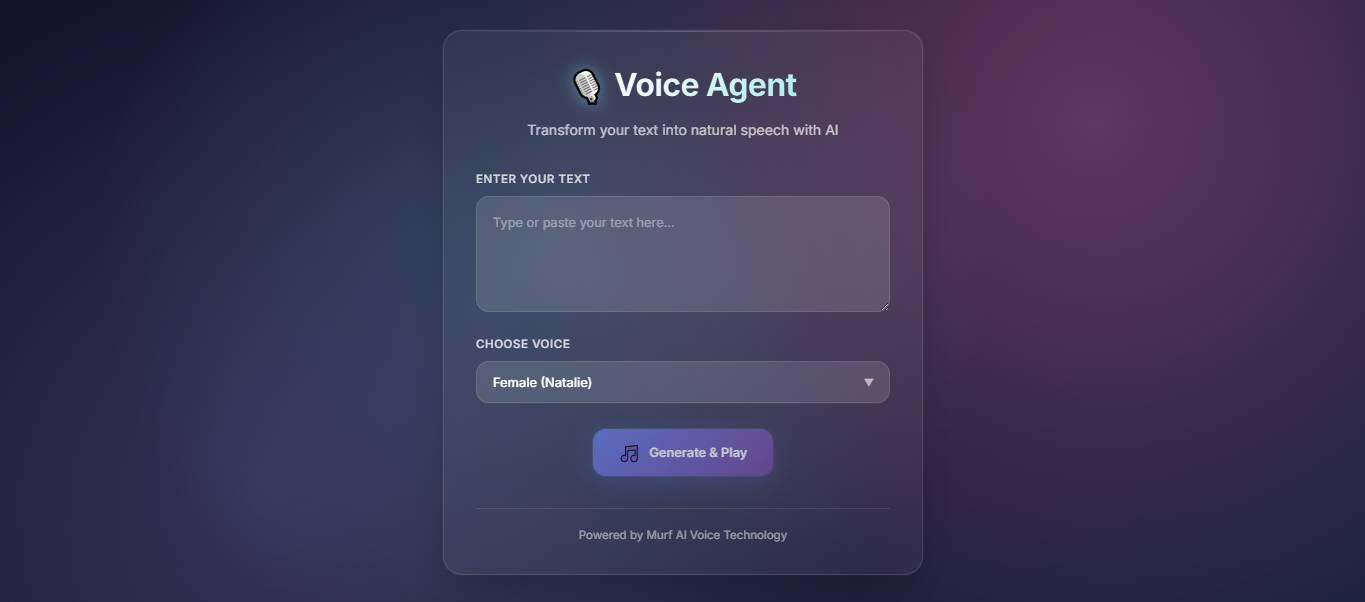 Voice Agent
Transform your text into natural speech with AI
ENTER YOUR TEXT
Type or paste your text here...
CHOOSE VOICE
Female (Natalie)
Generate & Play
Powered by Murf AI Voice Technology